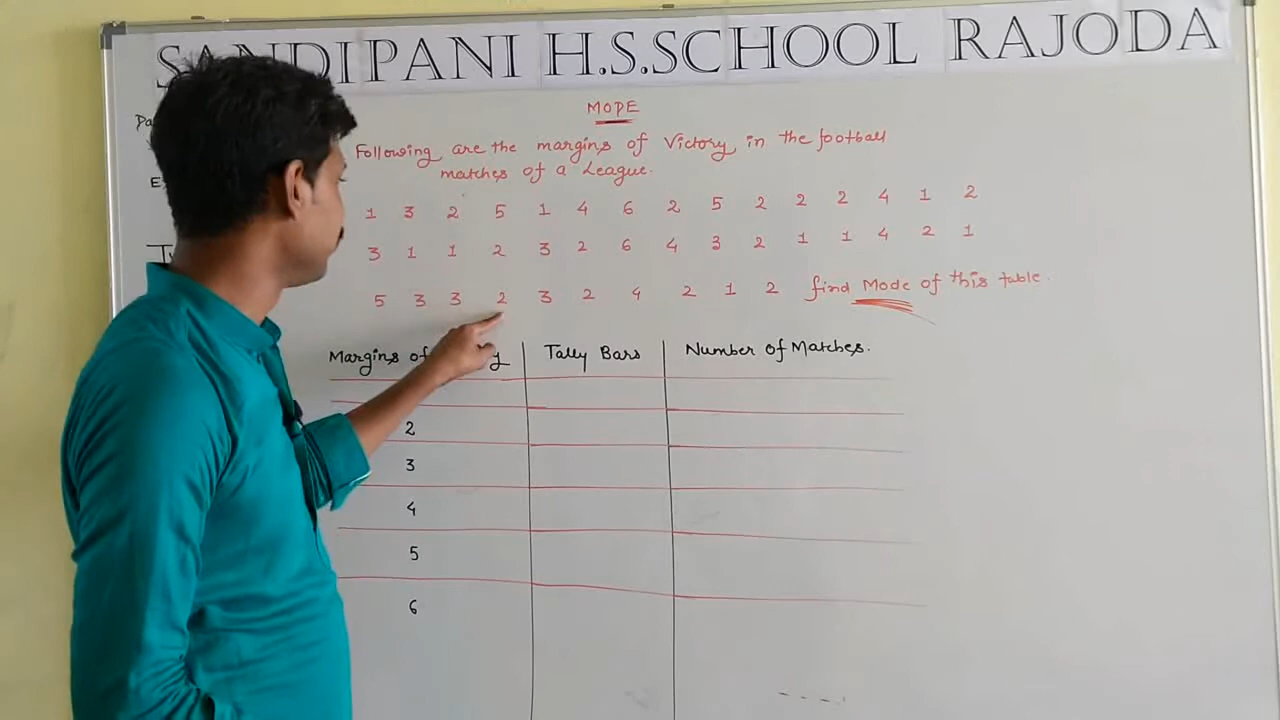 SANDIPANI H.S.SCHOOL RAJODA
MOPE
Following are the margins of Victory in the football
matches of a League.
1 3 2 5 1 4 6 2 5 2 2 2 4 1 2
3 1 1 2 3 2 6 4 3 2 1 1 4 2 1
5 3 3 2 3 2 4 2 1 2 find Mode of this table.
Margins of Tally Bars Number of Matches.
2
3
4
5
6